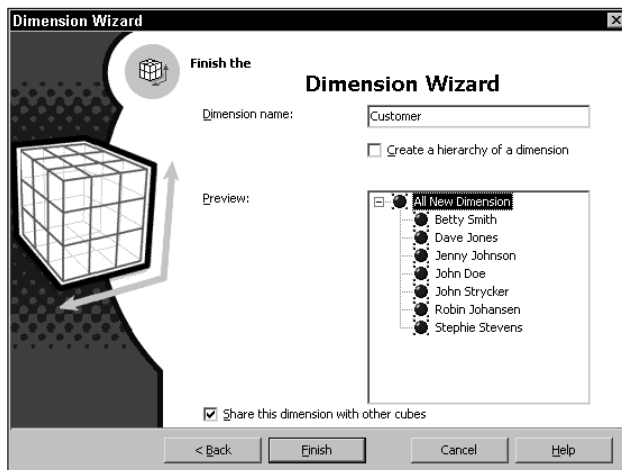 Dimension Wizard
Finish the
Dimension Wizard
Dimension name:
Customer
Create a hierarchy of a dimension
Preview:
All New Dimension
Betty Smith
Dave Jones
Jenny Johnson
John Doe
John Strycker
Robin Johansen
Stephie Stevens
Share this dimension with other cubes
< Back
Finish
Cancel
Help